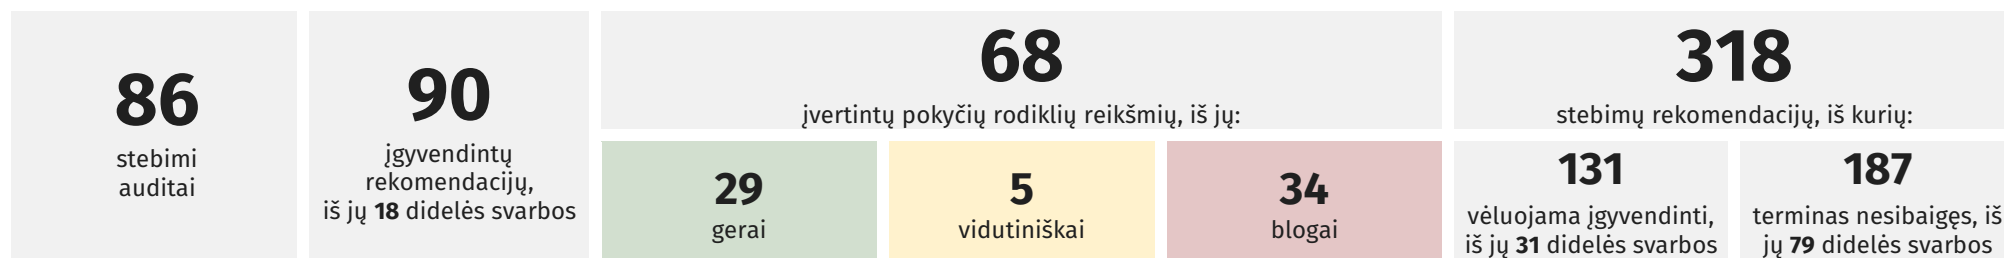 86
stebimi
auditai
90
įgyvendintų
rekomendacijų,
iš jų 18 didelės svarbos
68
įvertintų pokyčių rodiklių reikšmių, iš jų:
29
gerai
5
vidutiniškai
34
blogai
318
stebimų rekomendacijų, iš kurių:
131
vėluojama įgyvendinti,
iš jų 31 didelės svarbos
187
terminas nesibaigęs, iš
jų 79 didelės svarbos